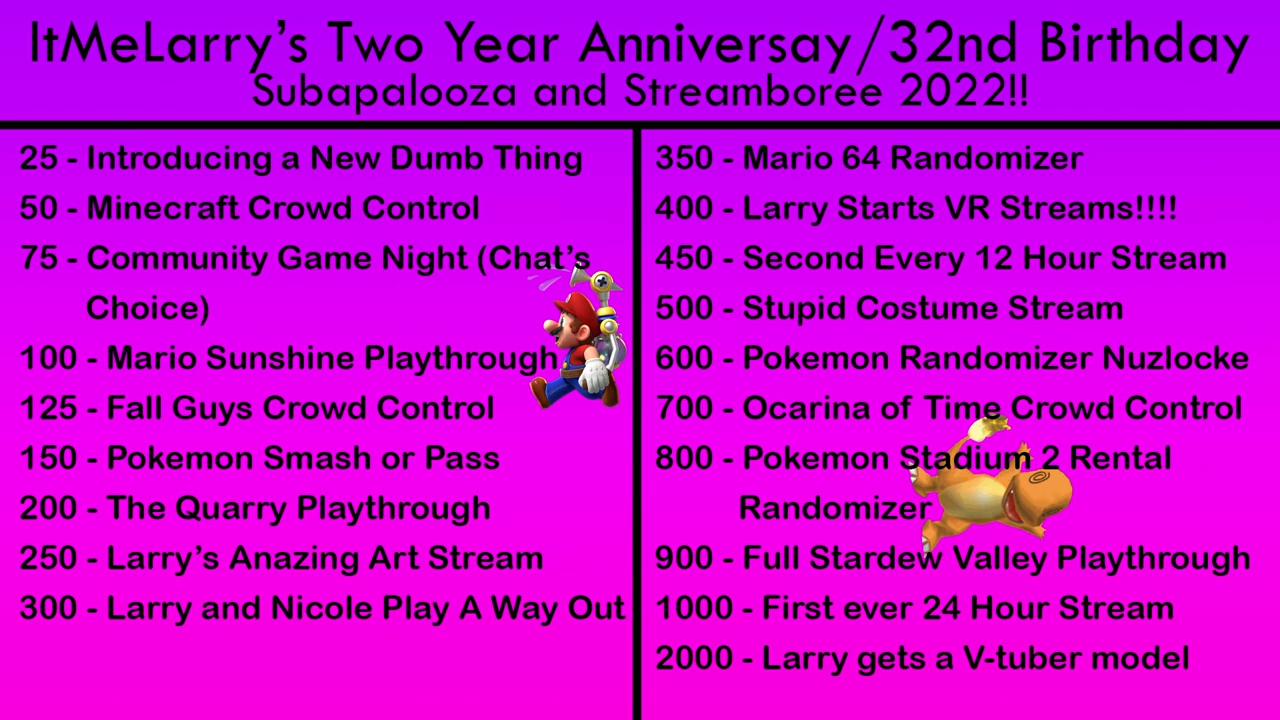 ItMeLarry's Two Year Anniversay/32nd Birthday
Subapalooza and Streamboree 2022!!
25 - Introducing a New Dumb Thing
50 - Minecraft Crowd Control
75 - Community Game Night (Chat's
Choice)
100 - Mario Sunshine Playthrough
125 - Fall Guys Crowd Control
150 - Pokemon Smash or Pass
200 - The Quarry Playthrough
250 - Larry's Anazing Art Stream
300 - Larry and Nicole Play A Way Out
350 - Mario 64 Randomizer
400 - Larry Starts VR Streams!!!!
450 - Second Every 12 Hour Stream
500 - Stupid Costume Stream
600 - Pokemon Randomizer Nuzlocke
700 - Ocarina of Time Crowd Control
800 - Pokemon Stadium 2 Rental
Randomizer
900 - Full Stardew Valley Playthrough
1000 - First ever 24 Hour Stream
2000 - Larry gets a V-tuber model